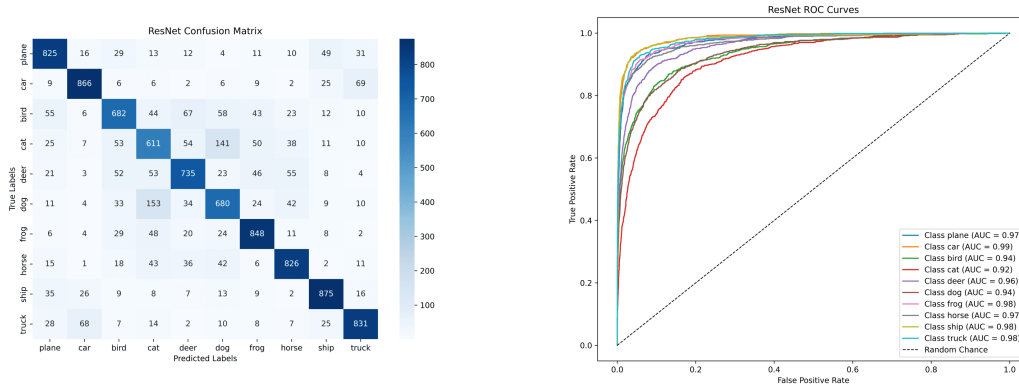 ResNet Confusion Matrix
True Labels
plane 825 16 29 13 12 4 11 10 49 31
car 9 866 6 6 2 6 9 2 25 69
bird 55 6 682 44 67 58 43 23 12 10
cat 25 7 53 611 54 141 50 38 11 10
deer 21 3 52 53 735 23 46 55 8 4
dog 11 4 33 153 34 680 24 42 9 10
frog 6 4 29 48 20 24 848 11 8 2
horse 15 1 18 43 36 42 6 826 2 11
ship 35 26 9 8 7 13 9 2 875 16
truck 28 68 7 14 2 10 8 7 25 831
plane car bird cat deer dog frog horse ship truck
Predicted Labels
800
700
600
500
400
300
200
100
ResNet ROC Curves
True Positive Rate
1.0
0.8
0.6
0.4
0.2
0.0
Class plane (AUC = 0.97
Class car (AUC = 0.99)
Class bird (AUC = 0.94)
Class cat (AUC = 0.92)
Class deer (AUC = 0.96)
Class dog (AUC = 0.94)
Class frog (AUC = 0.98)
Class horse (AUC = 0.97
Class ship (AUC = 0.98)
Class truck (AUC = 0.98)
Random Chance
0.0 0.2 0.4 0.6 0.8 1.0
False Positive Rate